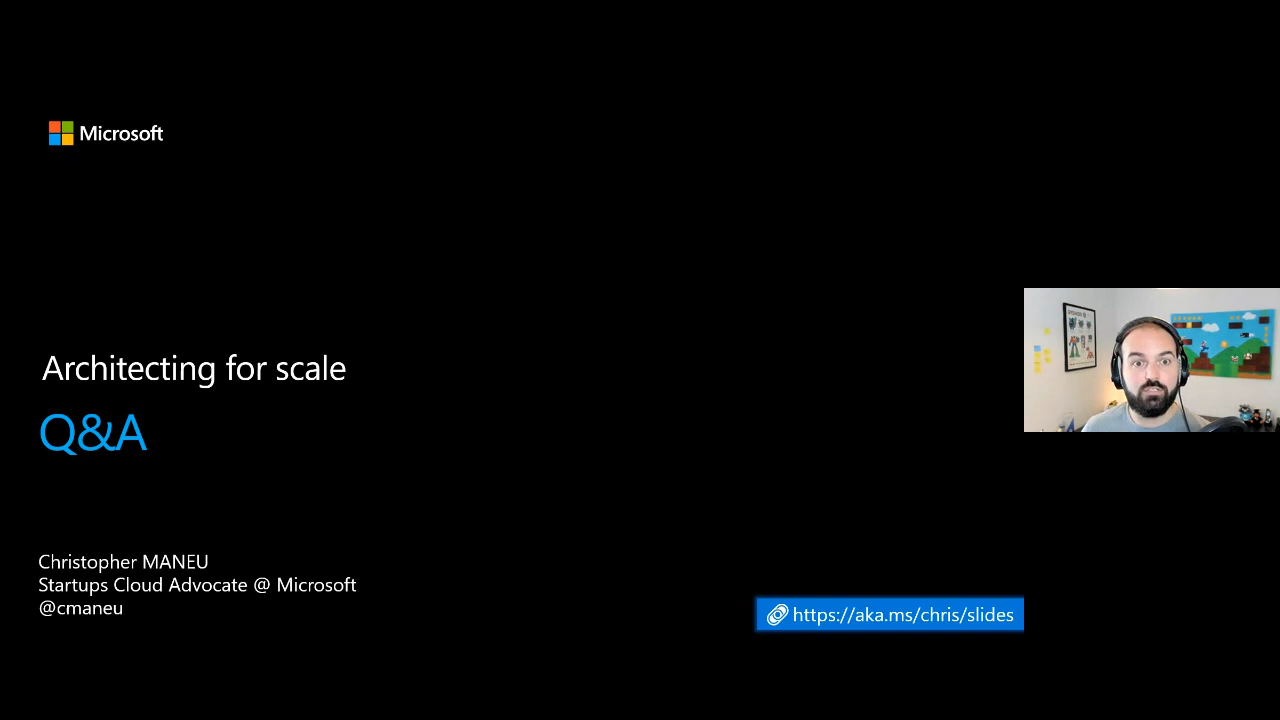 Microsoft
Architecting for scale
Q&A
Christopher MANEU
Startups Cloud Advocate @ Microsoft
@cmaneu
https://aka.ms/chris/slides